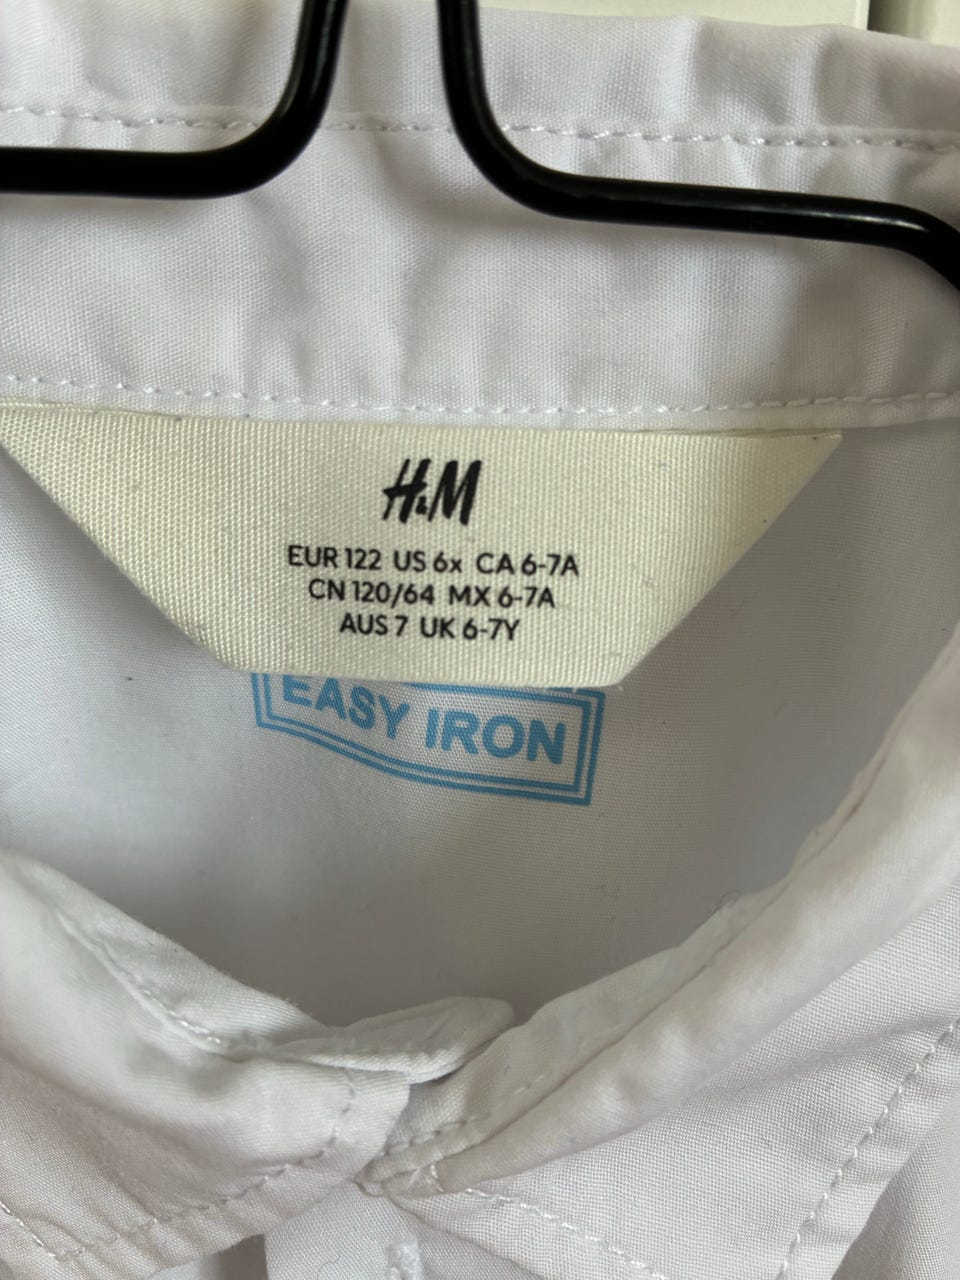 H&M
EUR 122 US 6x CA 6-7A
CN 120/64 MX 6-7A
AUS 7 UK 6-7Y
EASY IRON